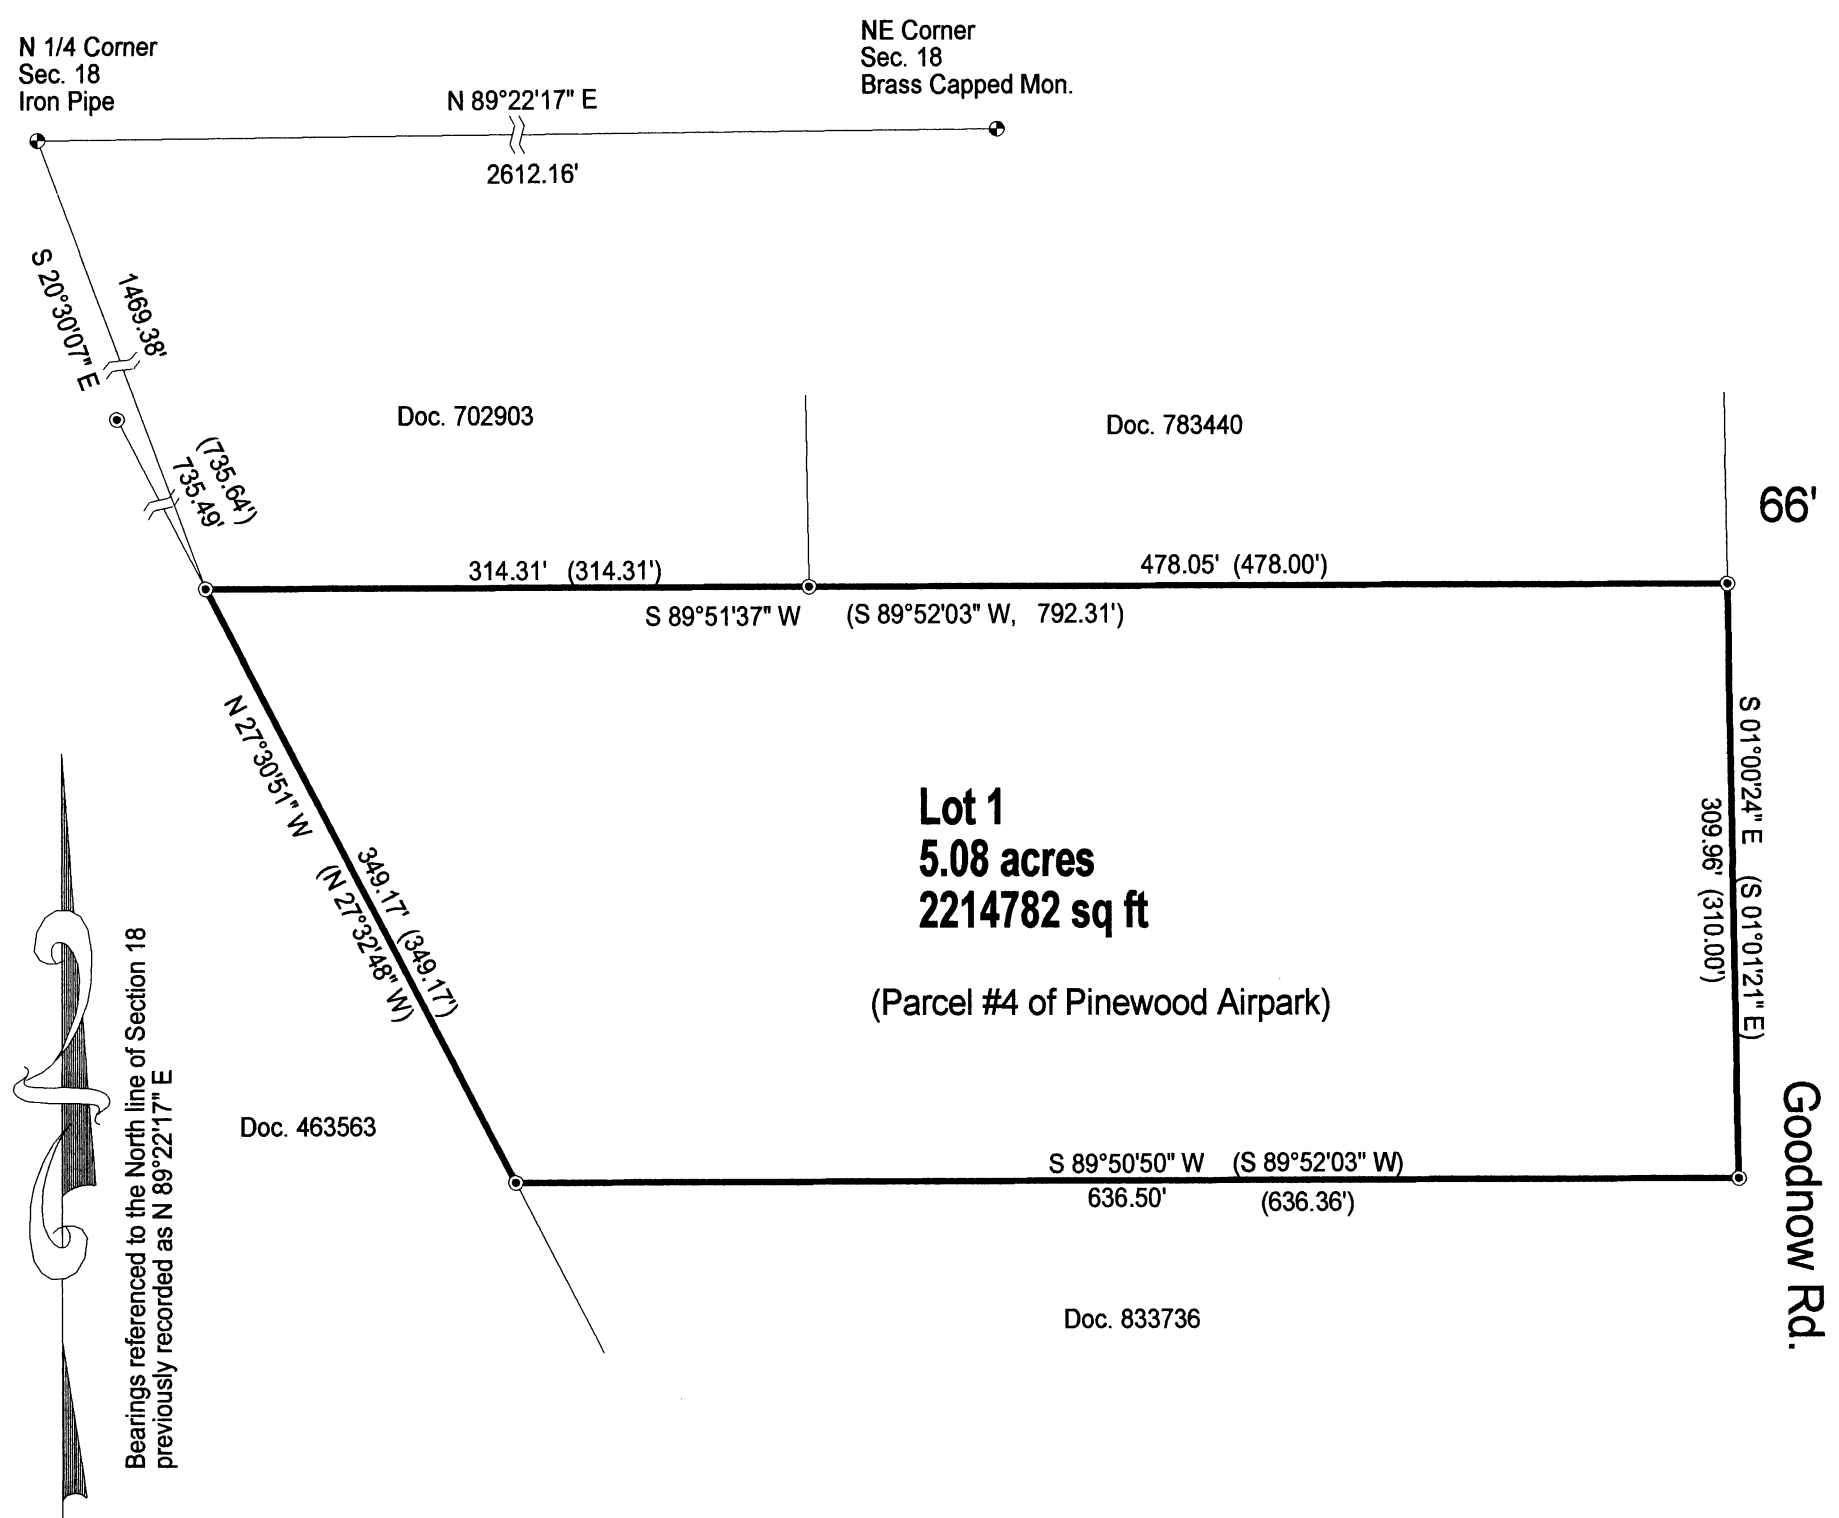 N 1/4 Corner
Sec. 18
Iron Pipe
NE Corner
Sec. 18
Brass Capped Mon.
N 89°22'17" E
2612.16'
S 20°30'07" E
1469.38'
(735.64')
735.49'
Doc. 702903
Doc. 783440
66'
314.31' (314.31')
478.05' (478.00')
S 89°51'37" W (S 89°52'03" W, 792.31')
N 27°30'51" W (N 27°32'48" W)
349.17' (349.17')
Lot 1
5.08 acres
2214782 sq ft
(Parcel #4 of Pinewood Airpark)
S 01°00'24" E (S 01°01'21" E)
309.96' (310.00')
Goodnow Rd.
Doc. 463563
S 89°50'50" W (S 89°52'03" W)
636.50' (636.36')
Doc. 833736
Bearings referenced to the North line of Section 18
previously recorded as N 89°22'17" E